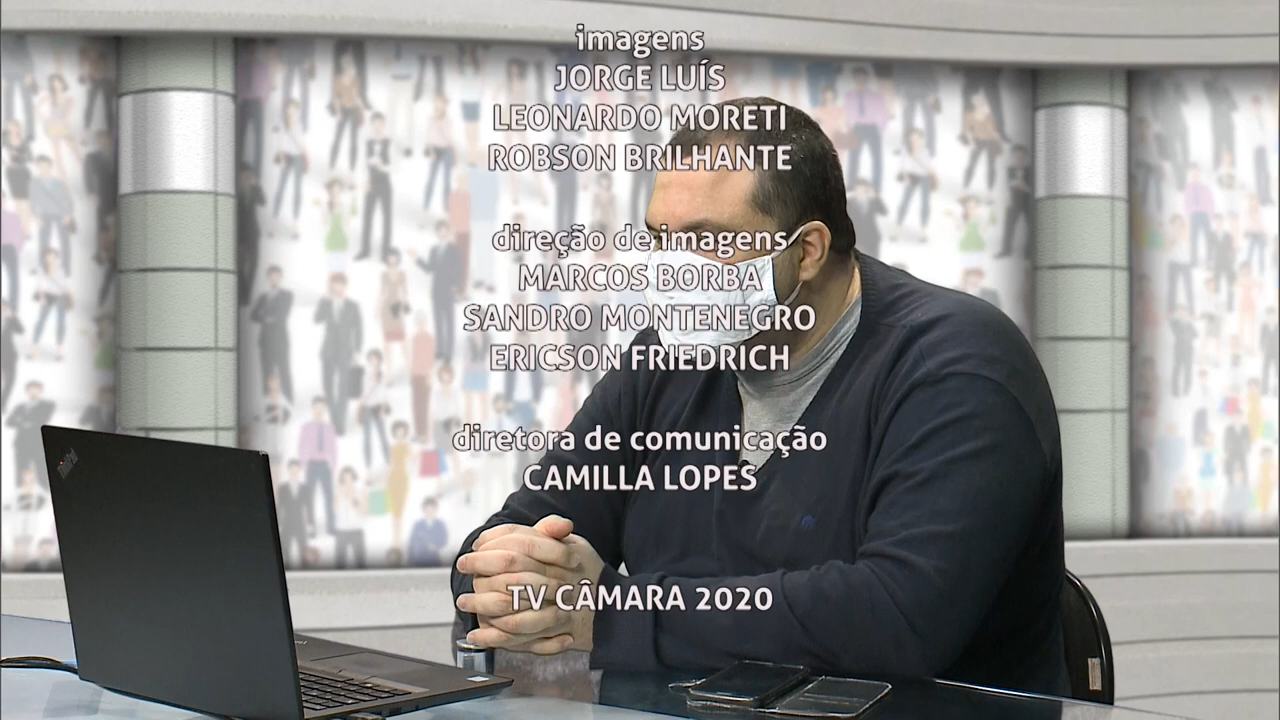 imagens
JORGE LUÍS
LEONARDO MORETI
ROBSON BRILHANTE
direção de imagens
MARCOS BORBA
SANDRO MONTENEGRO
ERICSON FRIEDRICH
diretora de comunicação
CAMILLA LOPES
TV CÂMARA 2020